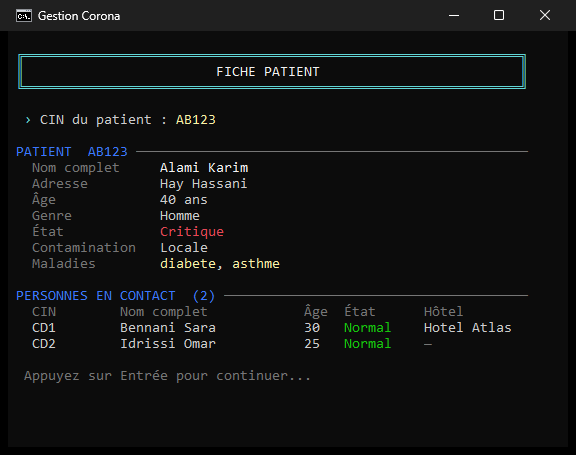 Gestion Corona
FICHE PATIENT
› CIN du patient : AB123
PATIENT AB123
Nom complet Alami Karim
Adresse Hay Hassani
Âge 40 ans
Genre Homme
État Critique
Contamination Locale
Maladies diabete, asthme
PERSONNES EN CONTACT (2)
CIN Nom complet Âge État Hôtel
CD1 Bennani Sara 30 Normal Hotel Atlas
CD2 Idrissi Omar 25 Normal —
Appuyez sur Entrée pour continuer...